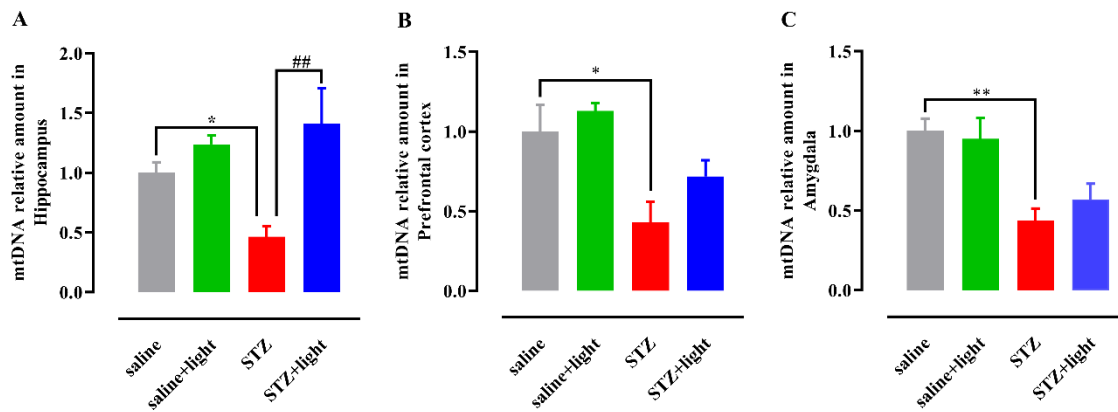 A
mtDNA relative amount in
Hippocampus
2.0
1.5
1.0
0.5
0.0
*
##
saline
saline+light
STZ
STZ+light
B
mtDNA relative amount in
Prefrontal cortex
1.5
1.0
0.5
0.0
*
saline
saline+light
STZ
STZ+light
C
mtDNA relative amount in
Amygdala
1.5
1.0
0.5
0.0
**
saline
saline+light
STZ
STZ+light